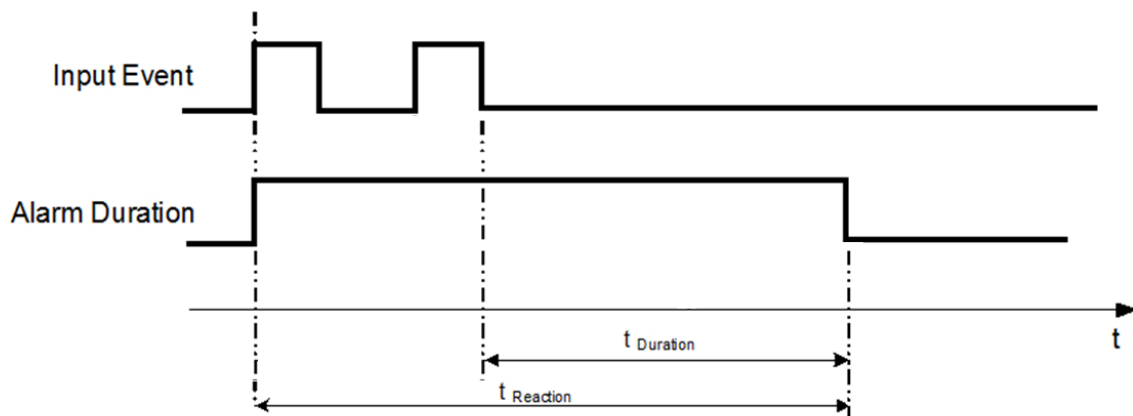 Input Event
Alarm Duration
t
t Duration
t Reaction